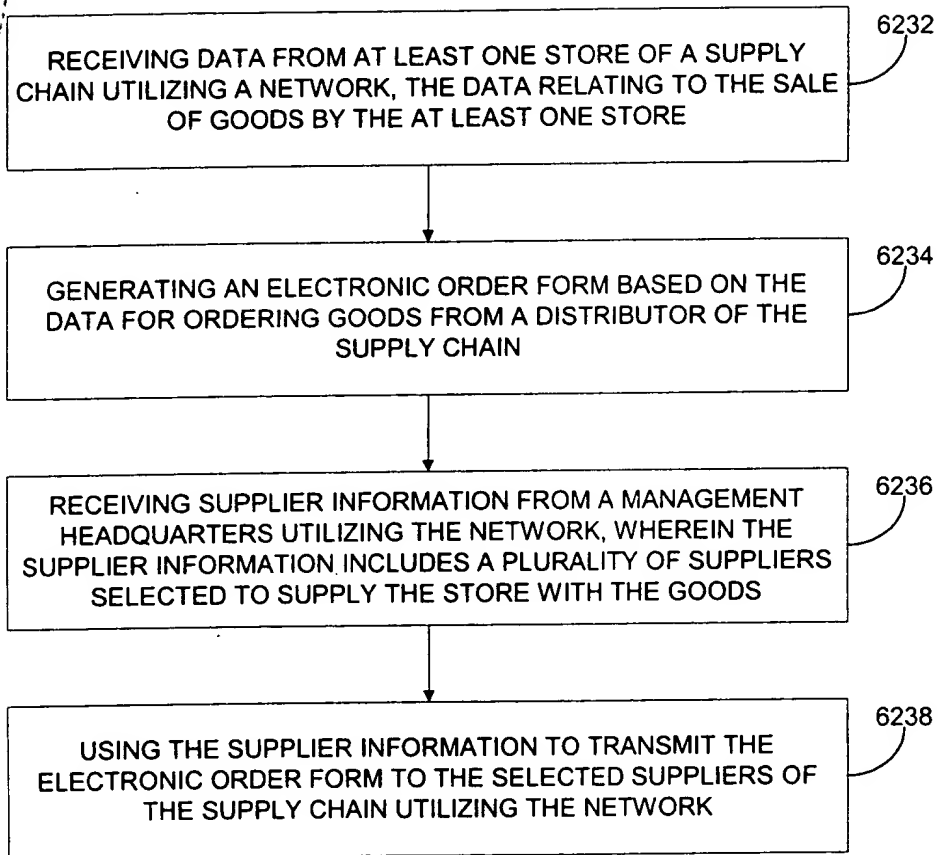 6232
RECEIVING DATA FROM AT LEAST ONE STORE OF A SUPPLY
CHAIN UTILIZING A NETWORK, THE DATA RELATING TO THE SALE
OF GOODS BY THE AT LEAST ONE STORE
6234
GENERATING AN ELECTRONIC ORDER FORM BASED ON THE
DATA FOR ORDERING GOODS FROM A DISTRIBUTOR OF THE
SUPPLY CHAIN
6236
RECEIVING SUPPLIER INFORMATION FROM A MANAGEMENT
HEADQUARTERS UTILIZING THE NETWORK, WHEREIN THE
SUPPLIER INFORMATION INCLUDES A PLURALITY OF SUPPLIERS
SELECTED TO SUPPLY THE STORE WITH THE GOODS
6238
USING THE SUPPLIER INFORMATION TO TRANSMIT THE
ELECTRONIC ORDER FORM TO THE SELECTED SUPPLIERS OF
THE SUPPLY CHAIN UTILIZING THE NETWORK